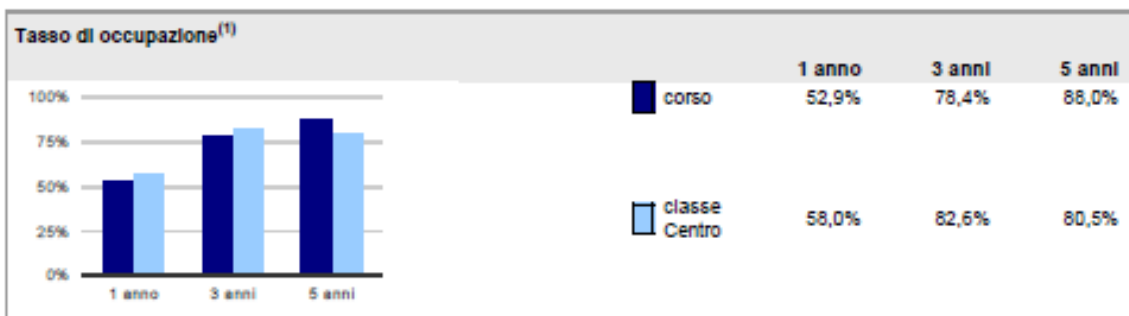 Tasso di occupazione(1)
1 anno 3 anni 5 anni
corso 52,9% 78,4% 88,0%
classe
Centro 58,0% 82,6% 80,5%
100%
75%
50%
25%
0%
1 anno 3 anni 5 anni